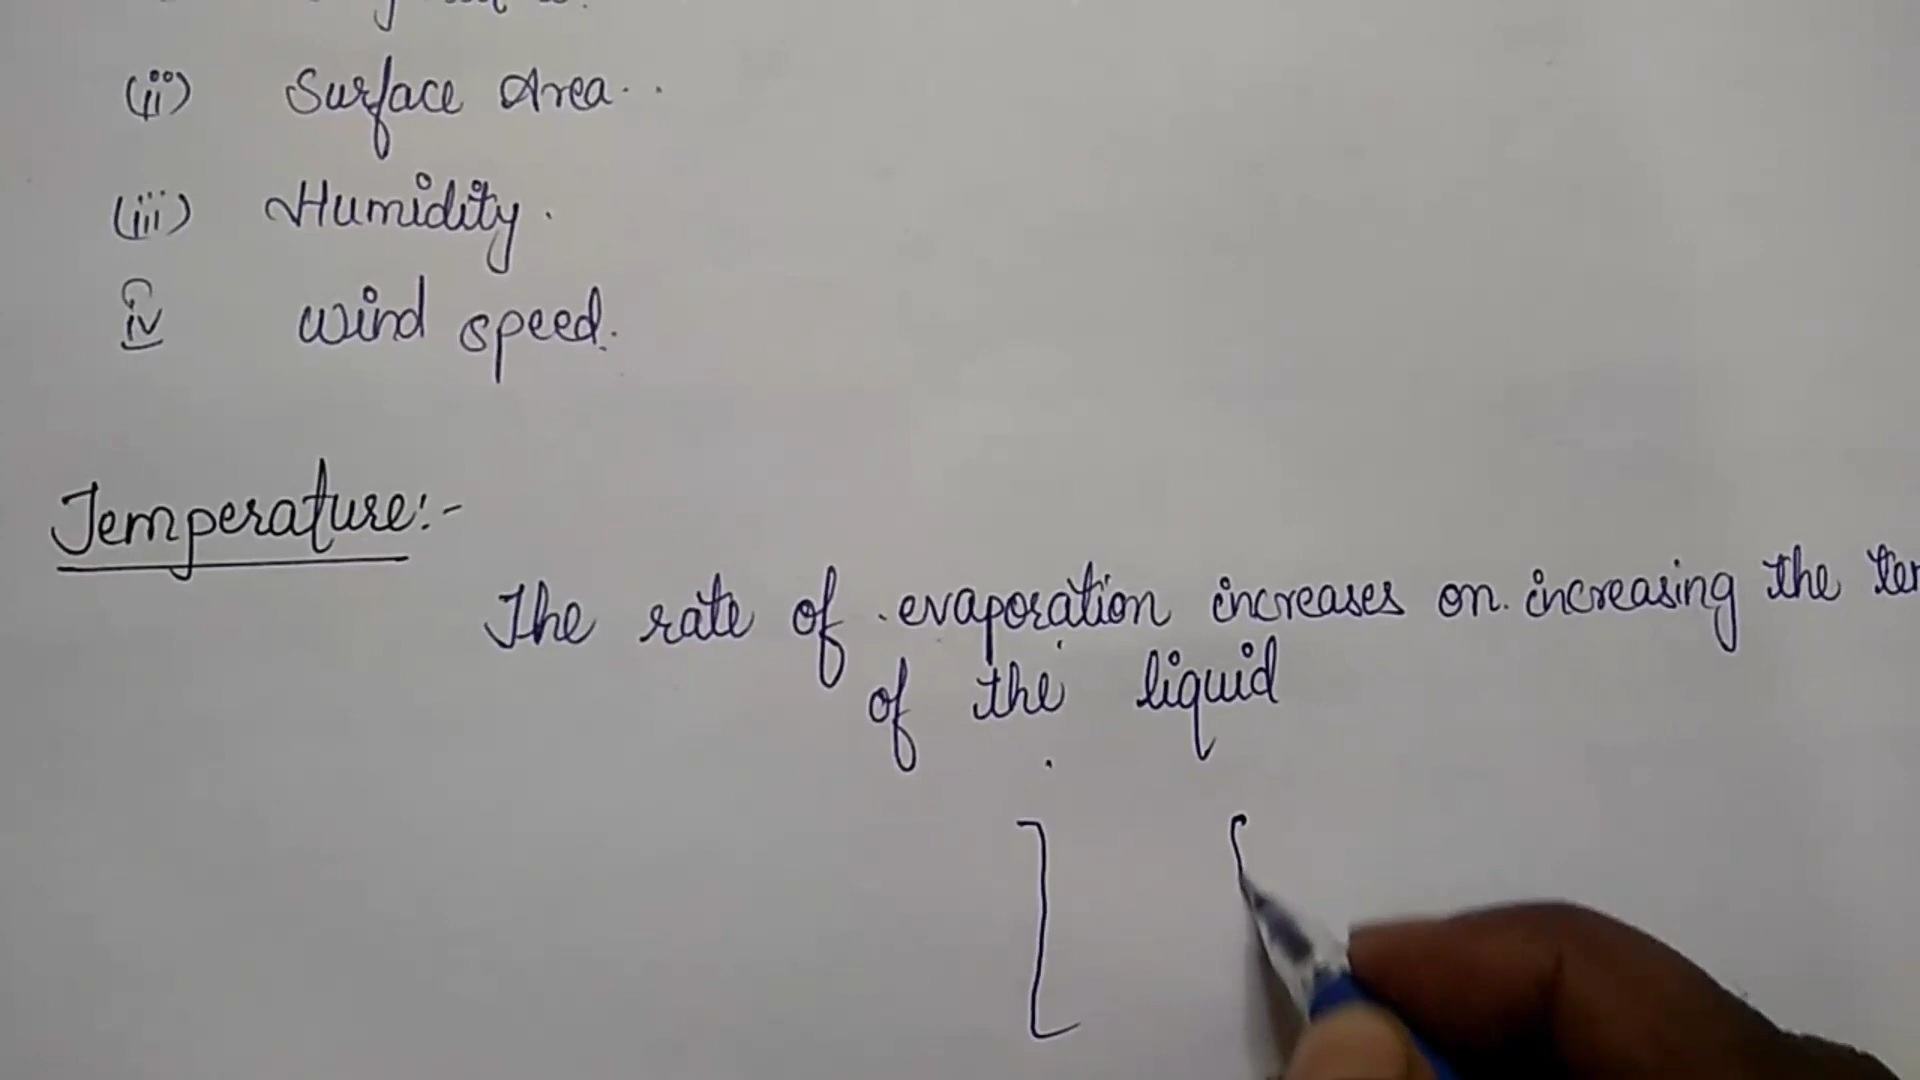 (ii) Surface Area..
(iii) Humidity.
iv Wind speed.
Temperature:-
The rate of evaporation increases on increasing the
of the liquid